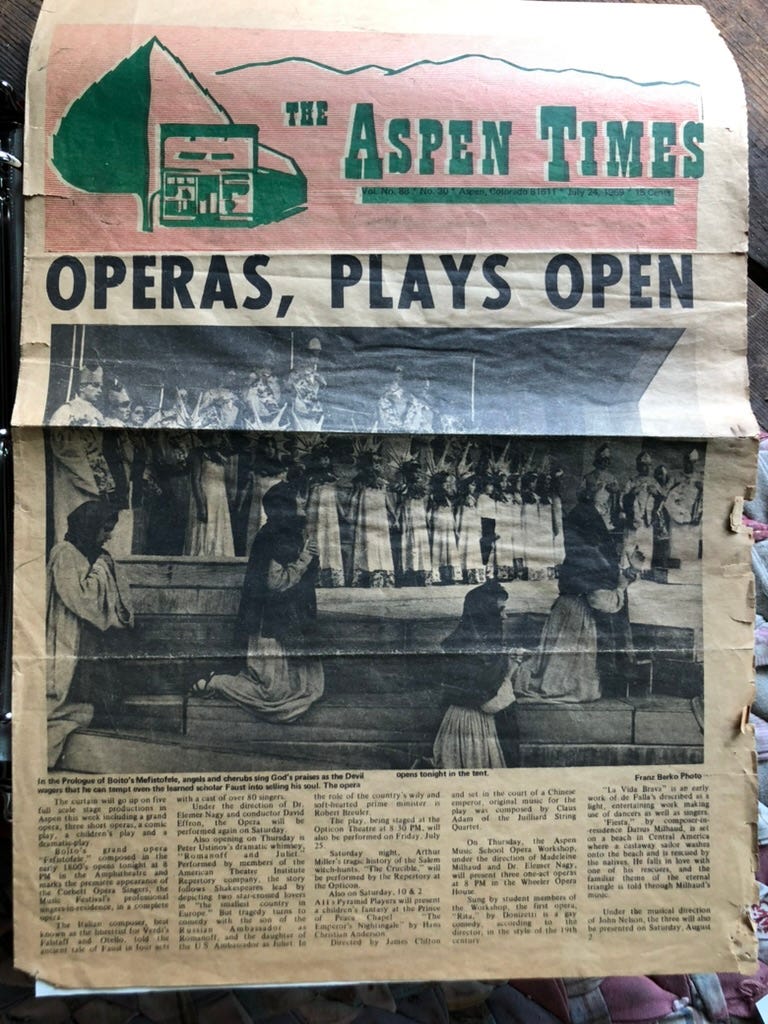 THE
ASPEN TIMES
Vol. No. 88 * No. 30 * Aspen, Colorado 81611 * July 24, 1969 * 15 Cents
OPERAS, PLAYS OPEN
In the Prologue of Boito's Mefistofele, angels and cherubs sing God's praises as the Devil
wagers that he can tempt even the learned scholar Faust into selling his soul. The opera
opens tonight in the tent.
Franz Berko Photo
The curtain will go up on five
full scale stage productions in
Aspen this week including a grand
opera, three short operas, a comic
play, a children's play and a
dramatic play.
Boito's grand opera
composed in the
early 1800's opens tonight at 8
PM in the Amphitheatre and
marks the premiere appearance of
the Corbett Opera Singers, the
Music Festival's professional
singers-in-residence, in a complete
opera.
The Italian composer, best
known as the librettist for Verdi's
Falstaff and Otello, told the
ancient tale of Faust in four acts
with a cast of over 80 singers.
Under the direction of Dr.
Elemer Nagy and conductor David
Effron, the Opera will be
performed again on Saturday.
Also opening on Thursday is
Peter Ustinov's dramatic whimsey,
"Romanoff and Juliet."
Performed by members of the
American Theater Institute
Repertory company, the story
follows Shakespeares lead by
depicting two star-crossed lovers
in "the smallest country in
Europe." But tragedy turns to
comedy with the son of the
Russian Ambassador as
Romanoff, and the daughter of
the U.S Ambassador as Juliet. In
the role of the country's wily and
soft-hearted prime minister is
Robert Breuler.
The play, being staged at the
Opticon Theatre at 8:30 PM, will
also be performed Friday, July
25.
Saturday night, Arthur
Miller's tragic history of the Salem
witch-hunts, "The Crucible," will
be performed by the Repertory at
the Opticon.
Also on Saturday, 10 & 2
A11's Pyramid Players will present
a children's fantasy at the Prince
of Peace Chapel "The
Emperor's Nightingale" by Hans
Christian Anderson.
Directed by James Clifton
and set in the court of a Chinese
emperor, original music for the
play was composed by Claus
Adam of the Juilliard String
Quartet.
On Thursday, the Aspen
Music School Opera Workshop,
under the direction of Madeleine
Milhaud and Dr. Elemer Nagy,
will present three one-act operas
at 8 PM in the Wheeler Opera
House.
Sung by student members of
the Workshop, the first opera,
"Rita," by Donizetti is a gay
comedy, according to the
director, in the style of the 19th
century
"La Vida Brava" is an early
work of de Falla's described as a
light, entertaining work making
use of dancers as well as singers.
"Fiesta," by composer-in-
residence Darius Milhaud, is set
on a beach in Central America
where a castaway sailor washes
onto the beach and is rescued by
the natives. He falls in love with
one of his rescuers, and the
familiar theme of the eternal
triangle is told through Milhaud's
music.
Under the musical direction
of John Nelson, the three will also
be presented on Saturday, August
2